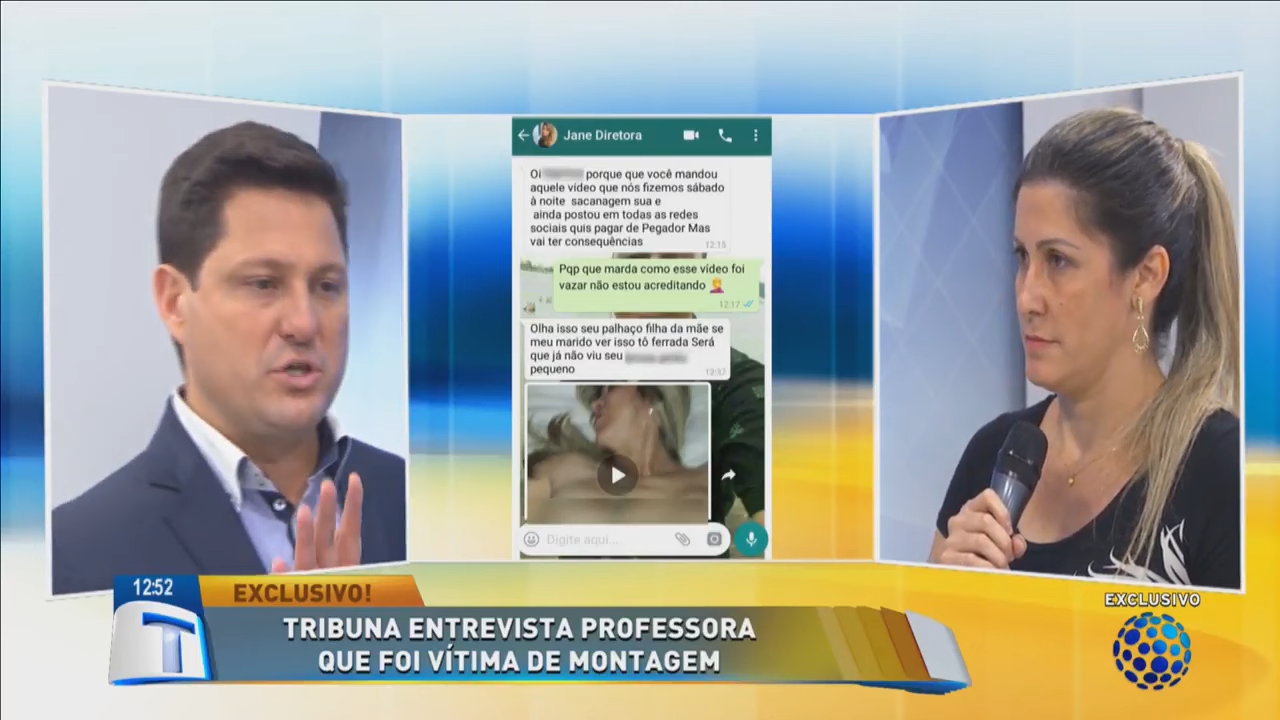 Jane Diretora
Oi porque que você mandou
aquele vídeo que nós fizemos sábado
à noite sacanagem sua e
ainda postou em todas as redes
sociais quis pagar de Pegador Mas
vai ter consequências
12:15
Pqp que marda como esse vídeo foi
vazar não estou acreditando
12:17
Olha isso seu palhaço filha da mãe se
meu marido ver isso tô ferrada Será
que já não viu seu
pequeno
12:57
Digite aqui...
12:52
EXCLUSIVO!
T
TRIBUNA ENTREVISTA PROFESSORA
QUE FOI VÍTIMA DE MONTAGEM
EXCLUSIVO